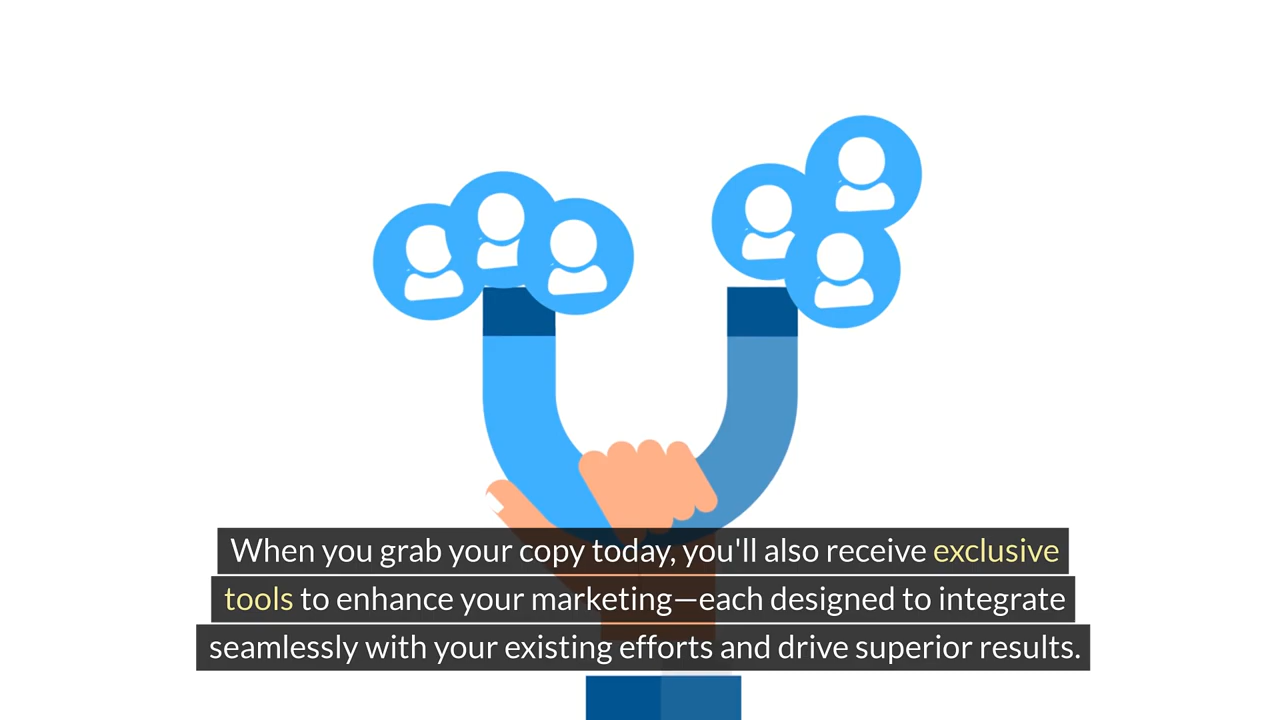 When you grab your copy today, you'll also receive exclusive
tools to enhance your marketing—each designed to integrate
seamlessly with your existing efforts and drive superior results.